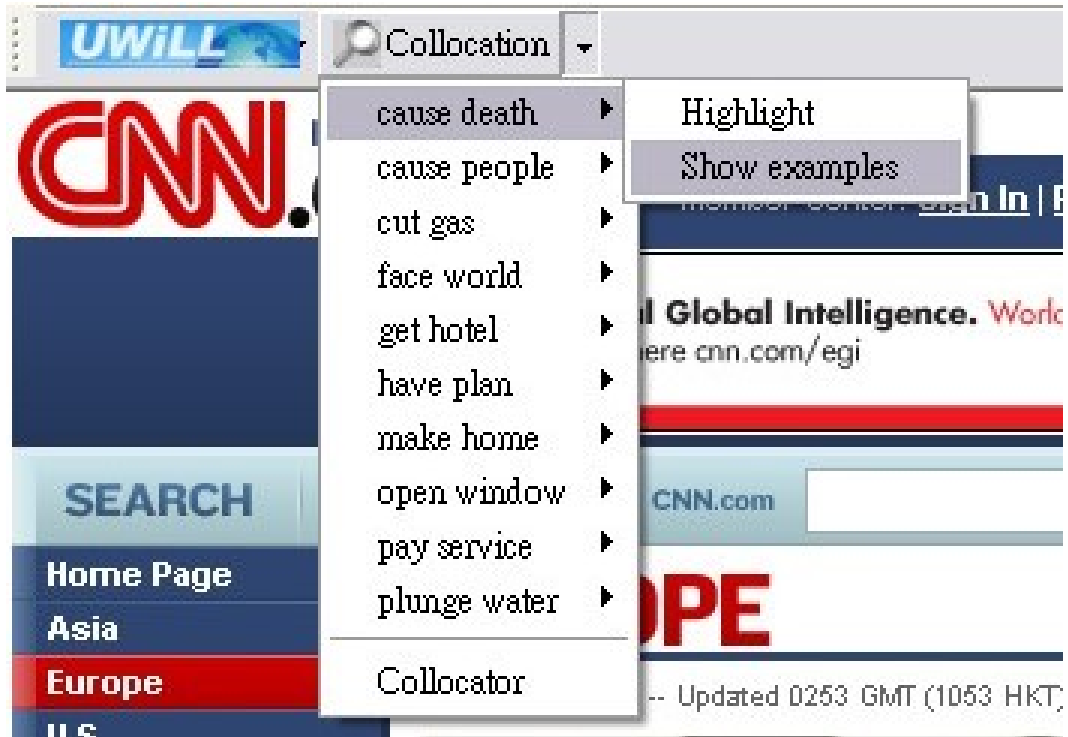 UWiLL Collocation
cause death
Highlight
cause people
Show examples
CNN.
cut gas
Sign In |
face world
l Global Intelligence.
get hotel
ere cnn.com/egi
have plan
make home
SEARCH
open window
CNN.com
pay service
Home Page
plunge water
OPE
Asia
Europe
Collocator
-- Updated 0253 GMT (1053 HKT)
U.S.